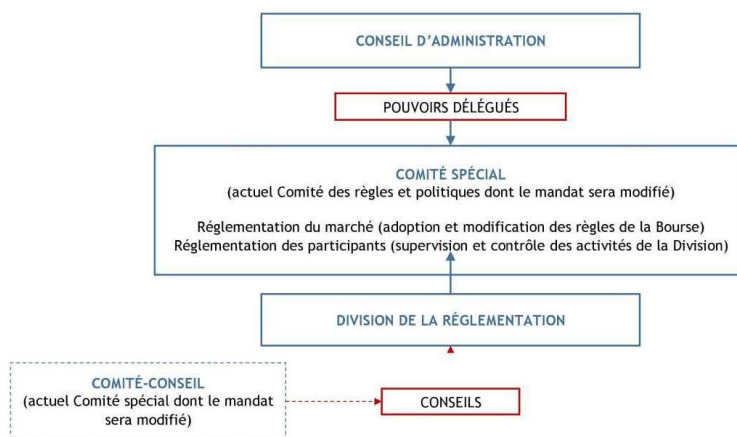 CONSEIL D'ADMINISTRATION
POUVOIRS DÉLÉGUÉS
COMITÉ SPÉCIAL
(actuel Comité des règles et politiques dont le mandat sera modifié)
Réglementation du marché (adoption et modification des règles de la Bourse)
Réglementation des participants (supervision et contrôle des activités de la Division)
DIVISION DE LA RÉGLEMENTATION
COMITÉ-CONSEIL
(actuel Comité spécial dont le mandat
sera modifié)
CONSEILS